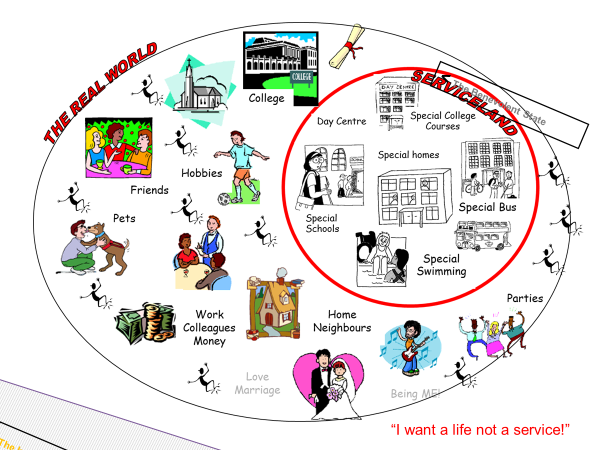 THE REAL WORLD
COLLEGE
College
SERVICELAND
The Benevolent State
DAY CENTRE
Day Centre
Special College
Courses
Friends
Hobbies
Special homes
Pets
Special
Schools
Special Bus
Special
Swimming
Work
Colleagues
Money
Home
Neighbours
Parties
Love
Marriage
Being ME!
“I want a life not a service!”
The